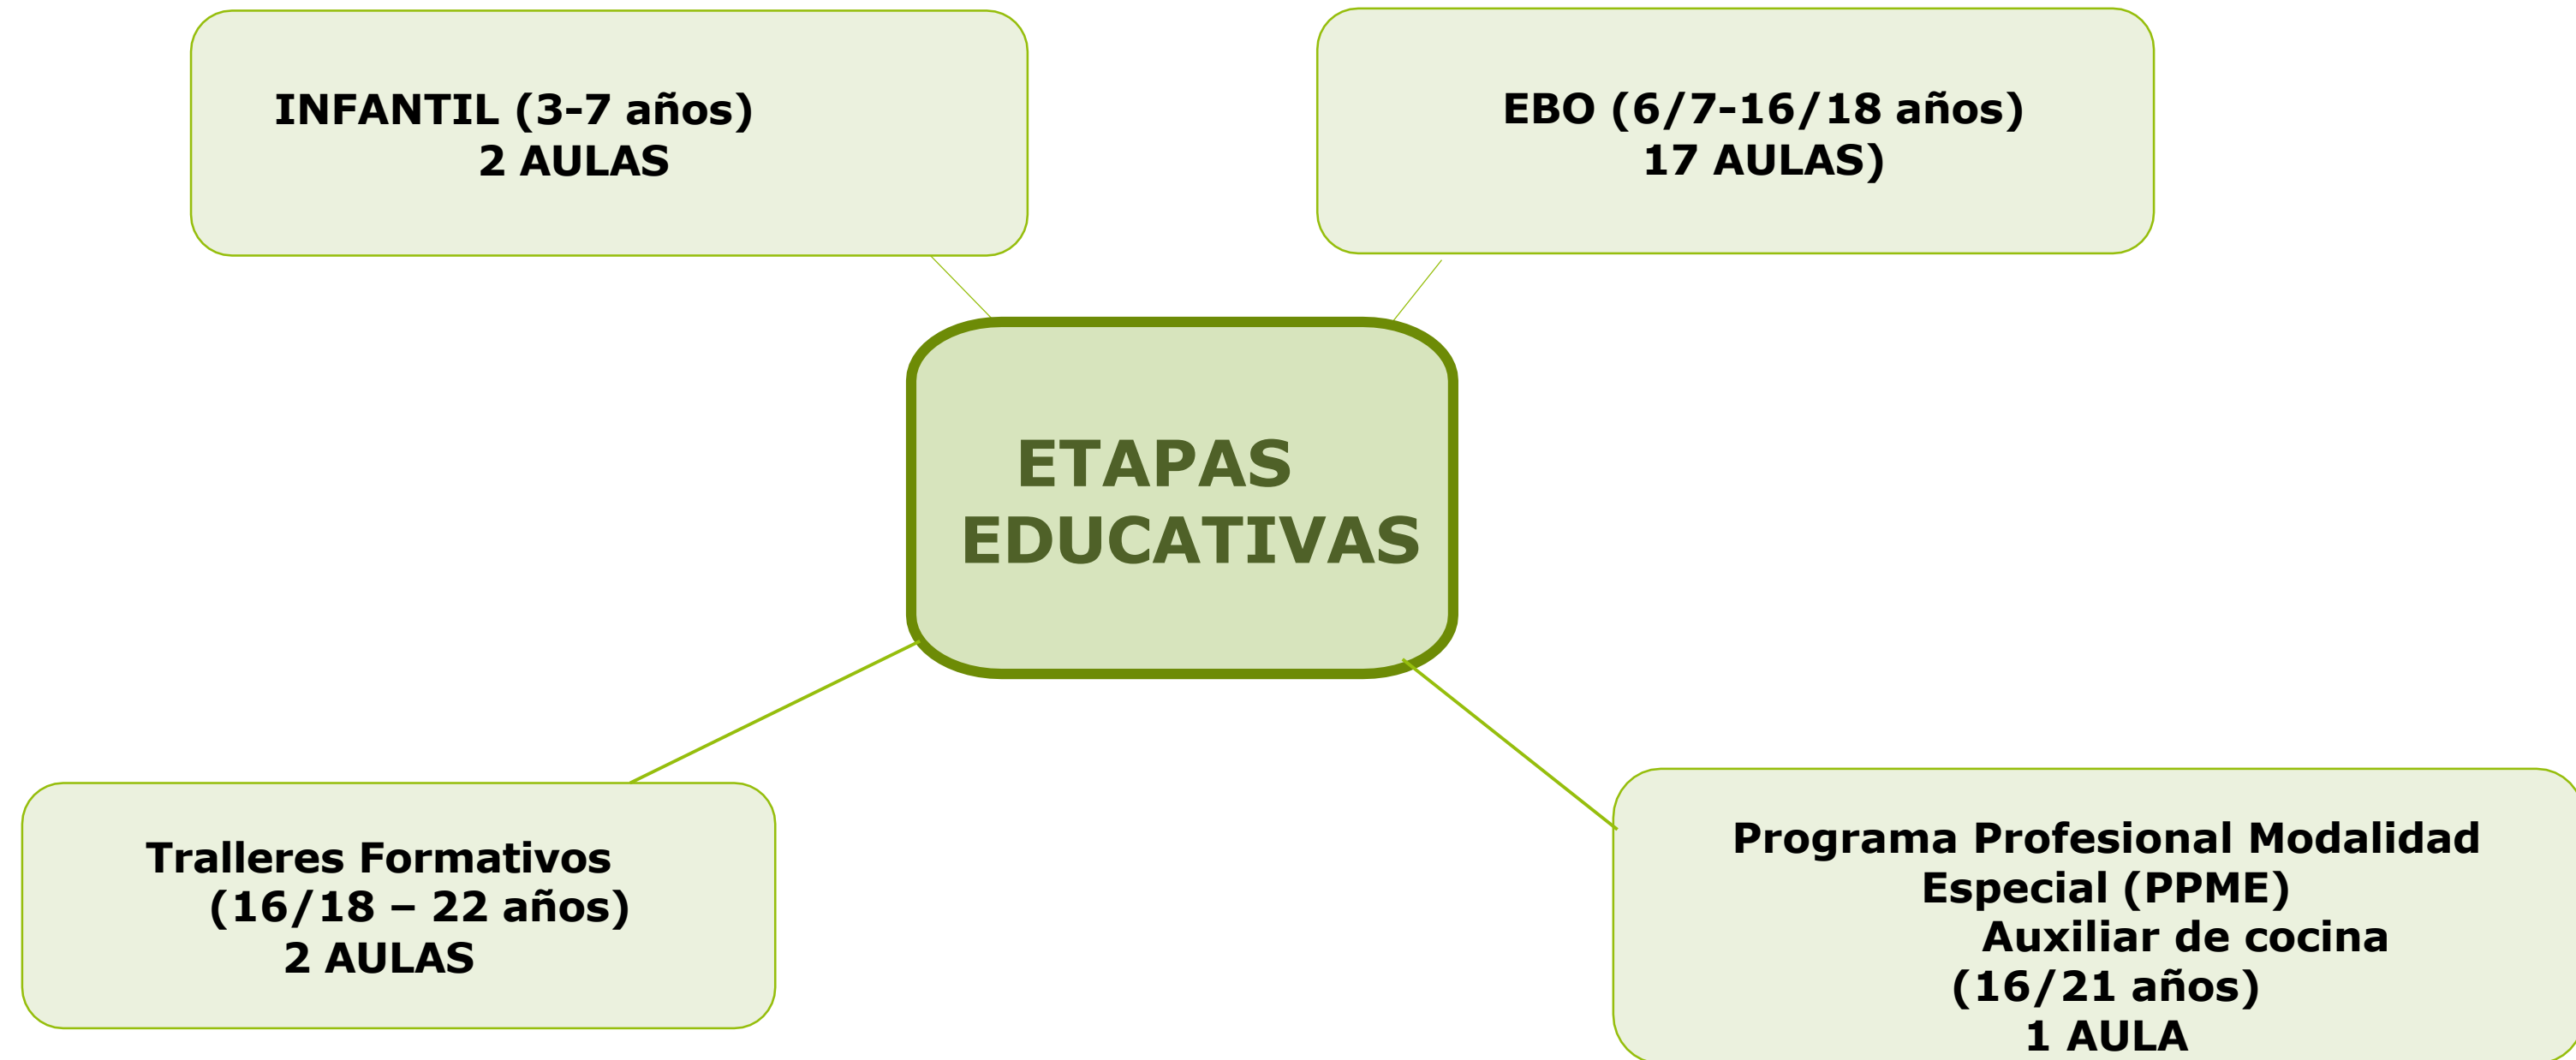 INFANTIL (3-7 años)
2 AULAS
EBO (6/7-16/18 años)
17 AULAS)
ETAPAS
EDUCATIVAS
Tralleres Formativos
(16/18 – 22 años)
2 AULAS
Programa Profesional Modalidad
Especial (PPME)
Auxiliar de cocina
(16/21 años)
1 AULA